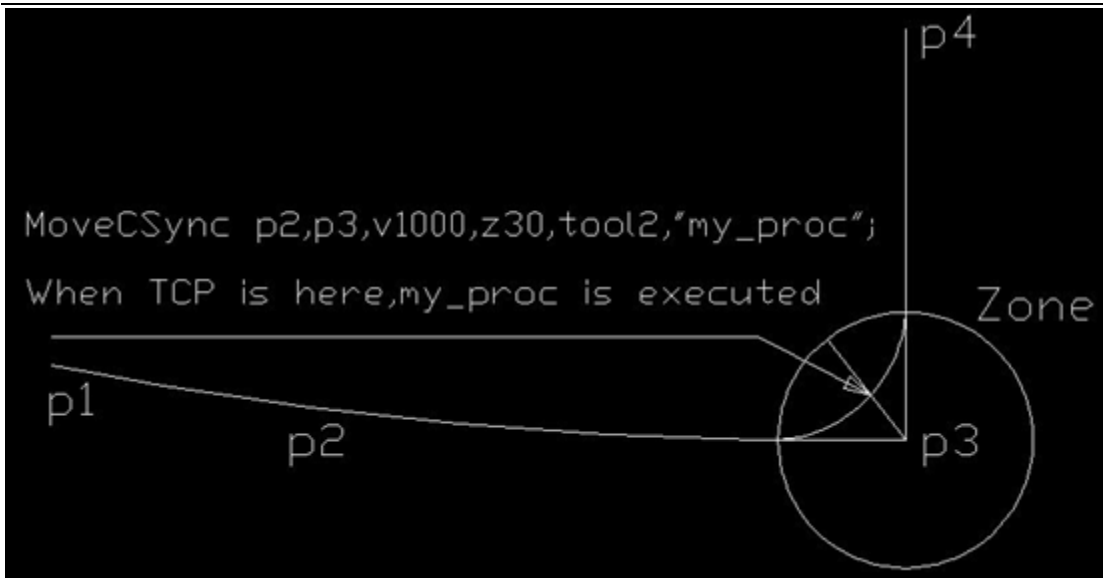 p4
MoveCSync p2,p3,v1000,z30,tool2,"my_proc";
When TCP is here,my_proc is executed
Zone
p1
p2
p3